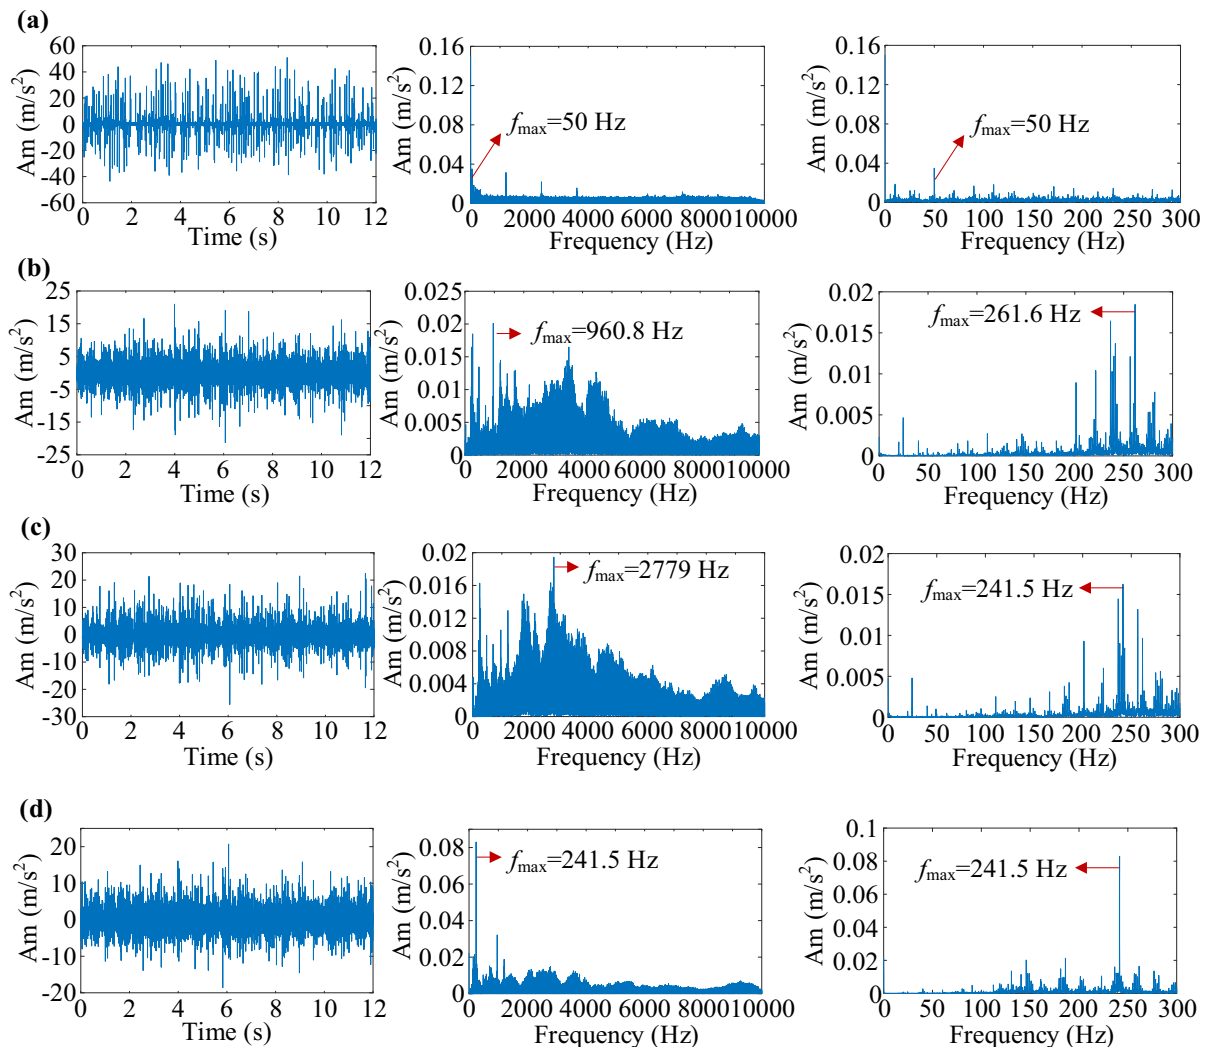 (a)
60
40
20
0
-20
-40
-60
Am (m/s²)
0 2 4 6 8 10 12
Time (s)
0.16
0.12
0.08
0.04
0
Am (m/s²)
fmax=50 Hz
0 2000 4000 6000 8000 10000
Frequency (Hz)
0.16
0.12
0.08
0.04
0
Am (m/s²)
fmax=50 Hz
0 50 100 150 200 250 300
Frequency (Hz)
(b)
25
15
5
-5
-15
-25
Am (m/s²)
0 2 4 6 8 10 12
Time (s)
0.025
0.02
0.015
0.01
0.005
0
Am (m/s²)
fmax=960.8 Hz
0 2000 4000 6000 8000 10000
Frequency (Hz)
0.02
0.015
0.01
0.005
0
Am (m/s²)
fmax=261.6 Hz
0 50 100 150 200 250 300
Frequency (Hz)
(c)
30
20
10
0
-10
-20
-30
Am (m/s²)
0 2 4 6 8 10 12
Time (s)
0.02
0.016
0.012
0.008
0.004
0
Am (m/s²)
fmax=2779 Hz
0 2000 4000 6000 8000 10000
Frequency (Hz)
0.02
0.015
0.01
0.005
0
Am (m/s²)
fmax=241.5 Hz
0 50 100 150 200 250 300
Frequency (Hz)
(d)
20
10
0
-10
-20
Am (m/s²)
0 2 4 6 8 10 12
Time (s)
0.08
0.06
0.04
0.02
0
Am (m/s²)
fmax=241.5 Hz
0 2000 4000 6000 8000 10000
Frequency (Hz)
0.1
0.08
0.06
0.04
0.02
0
Am (m/s²)
fmax=241.5 Hz
0 50 100 150 200 250 300
Frequency (Hz)